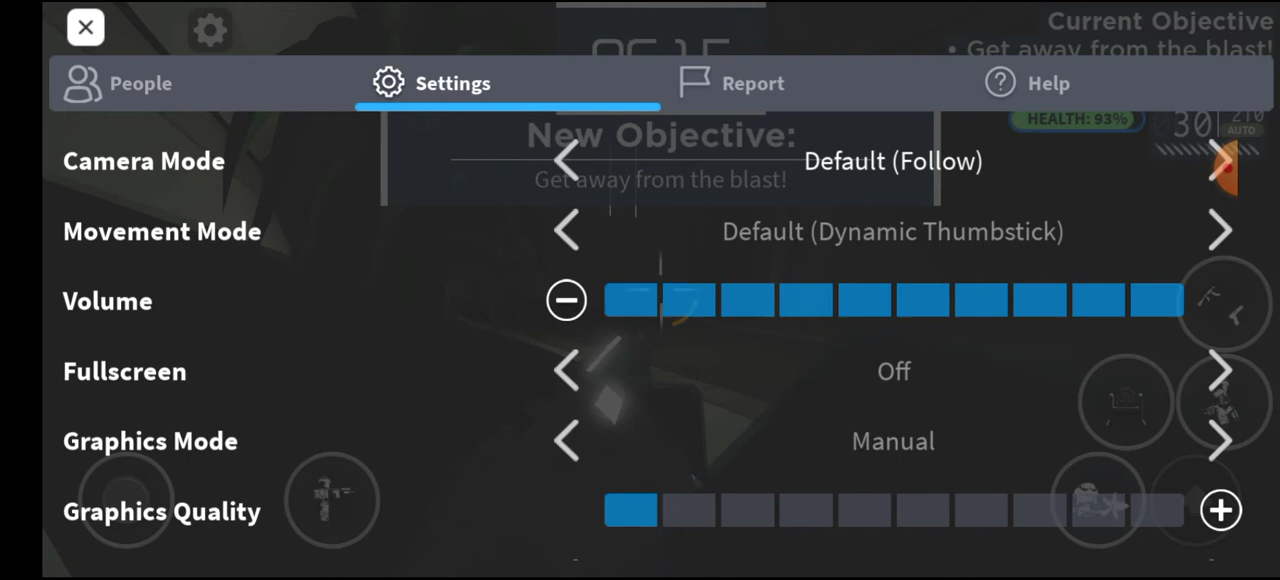 Current Objective
• Get away from the blast!
People
Settings
Report
Help
HEALTH: 93%
30
210
AUTO
New Objective:
Get away from the blast!
Camera Mode
Default (Follow)
Movement Mode
Default (Dynamic Thumbstick)
Volume
Fullscreen
Off
Graphics Mode
Manual
Graphics Quality